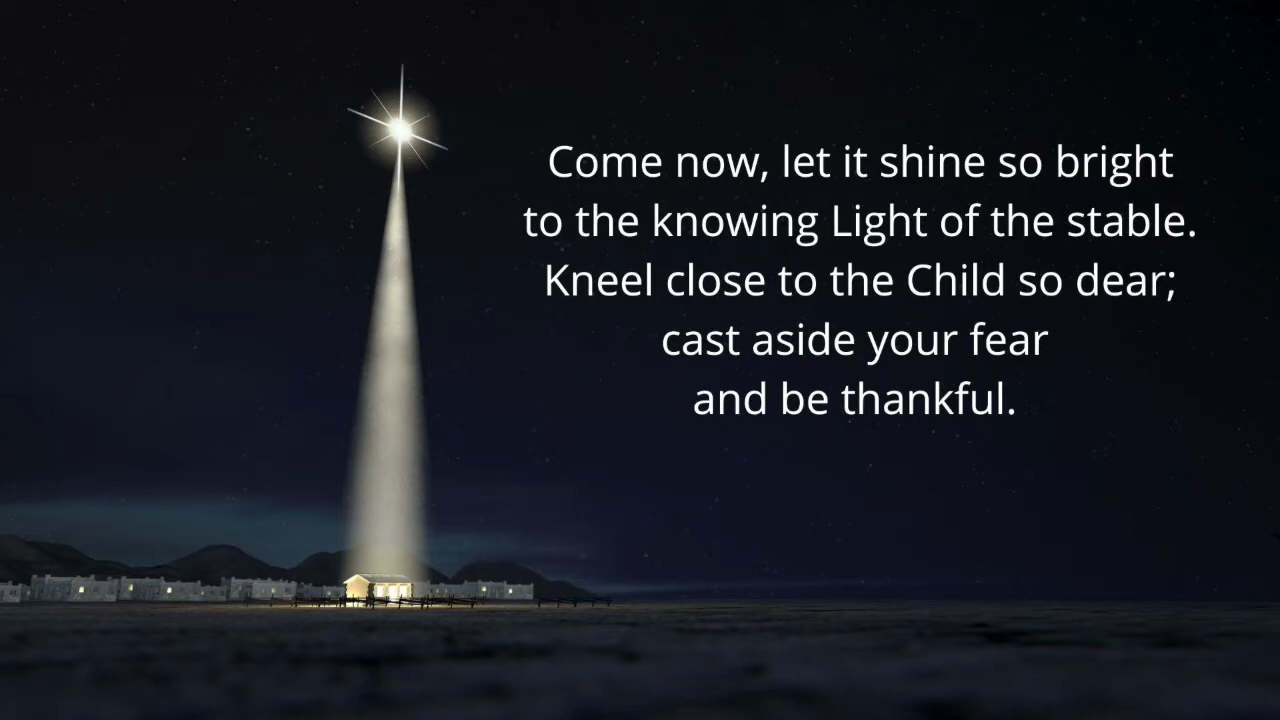 Come now, let it shine so bright
to the knowing Light of the stable.
Kneel close to the Child so dear;
cast aside your fear
and be thankful.